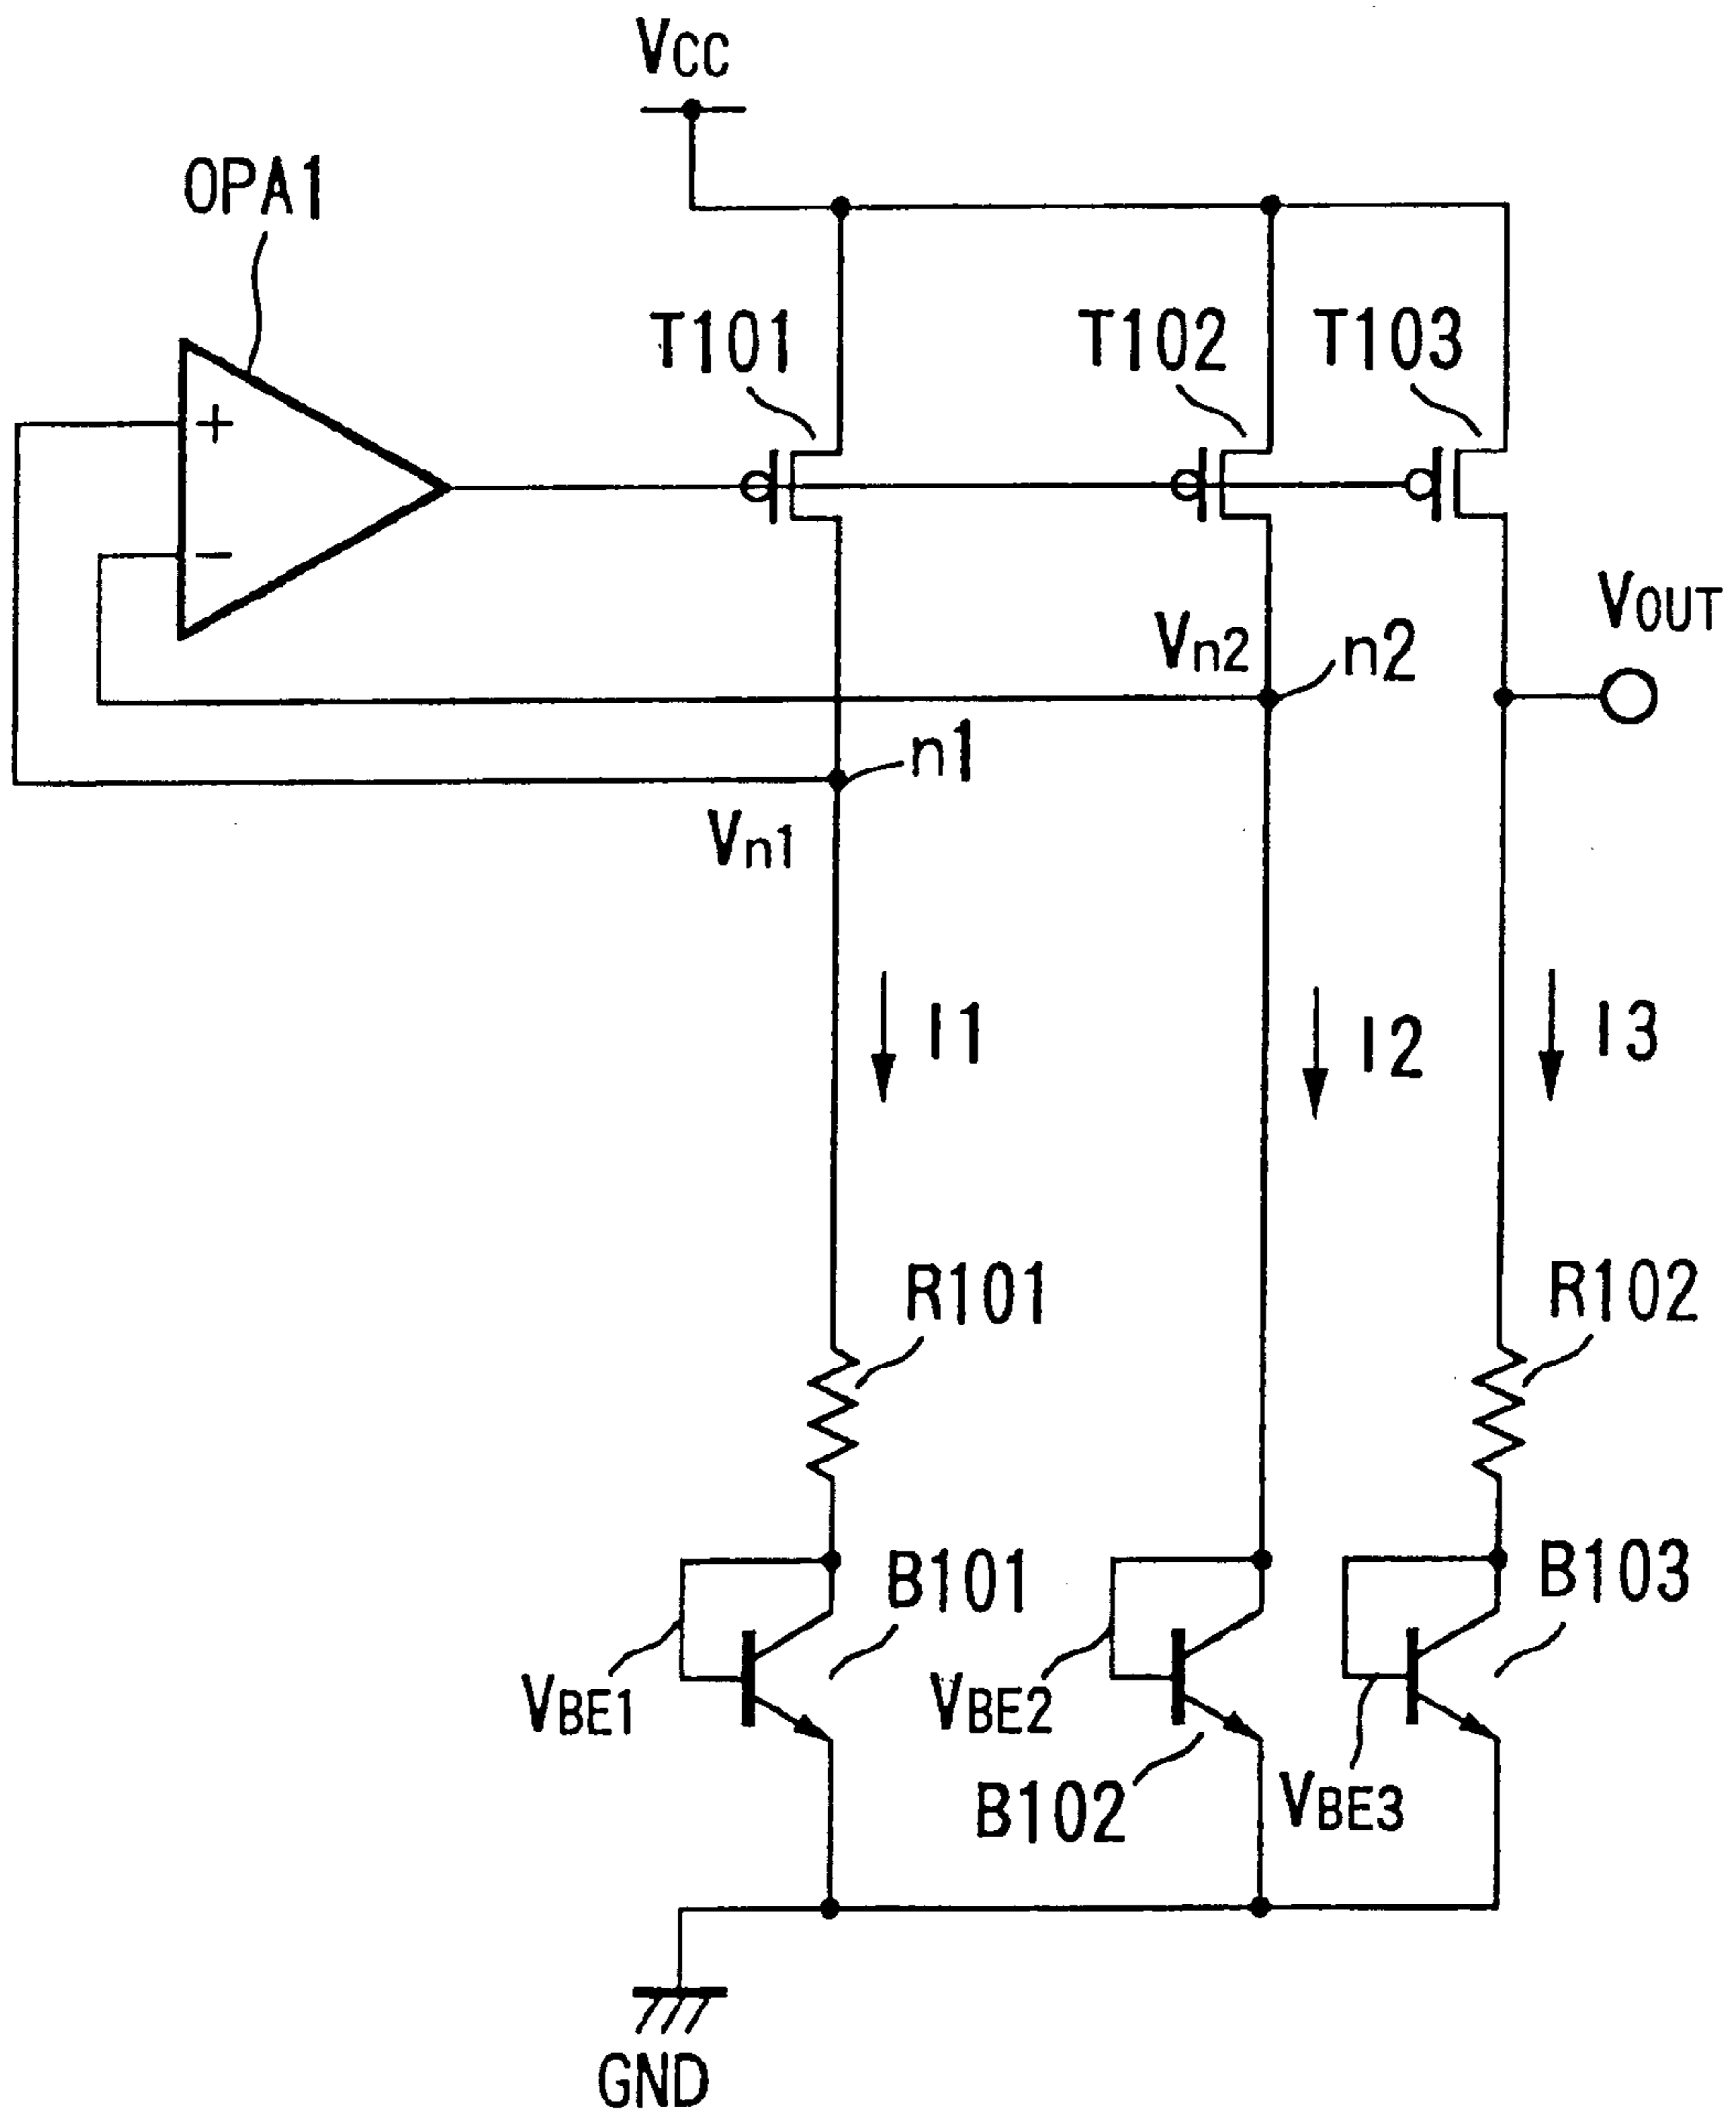 VCC
OPA1
T101
T102
T103
+
−
VOUT
Vn2
n2
n1
Vn1
I1
I2
I3
R101
R102
B101
B103
VBE1
VBE2
B102
VBE3
GND